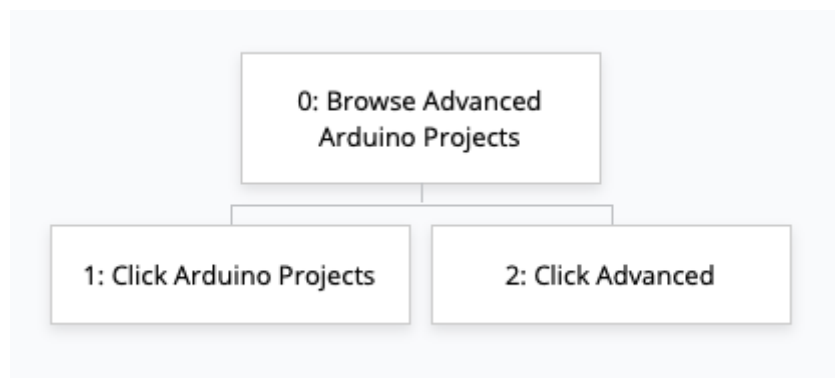 0: Browse Advanced
Arduino Projects
1: Click Arduino Projects
2: Click Advanced